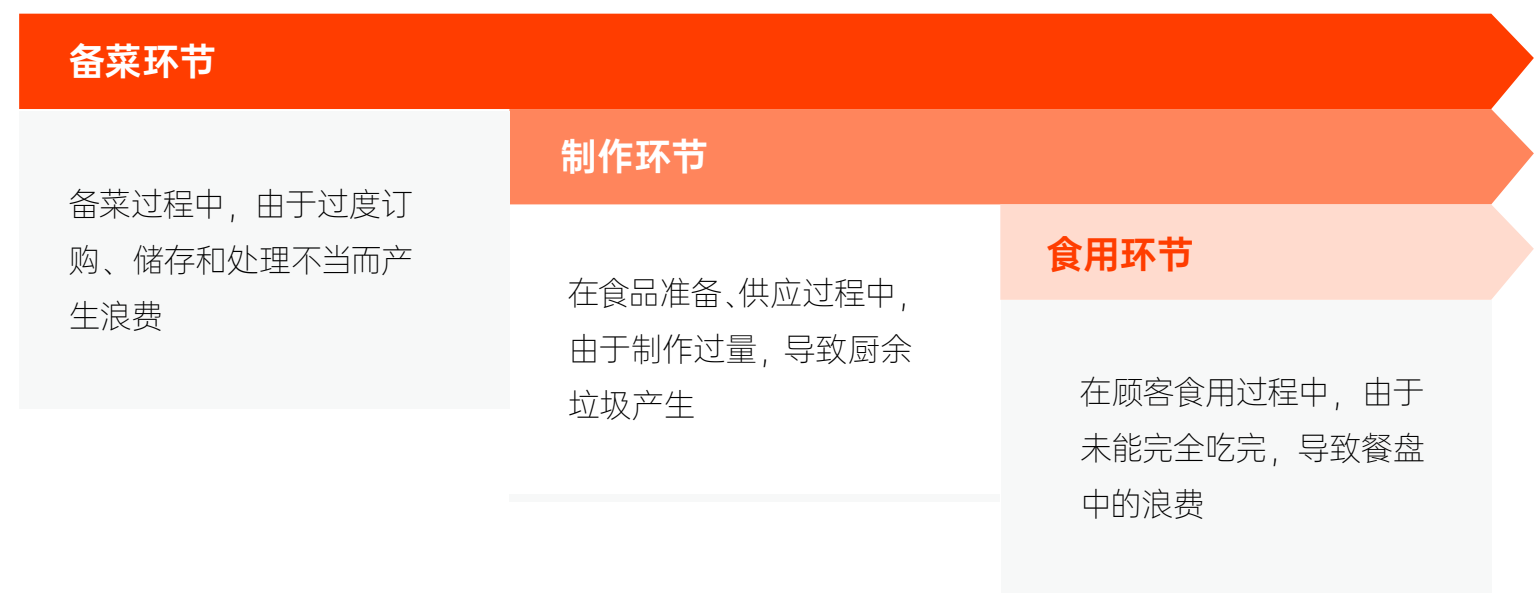 备菜环节
备菜过程中，由于过度订
购、储存和处理不当而产
生浪费
制作环节
在食品准备、供应过程中，
由于制作过量，导致厨余
垃圾产生
食用环节
在顾客食用过程中，由于
未能完全吃完，导致餐盘
中的浪费